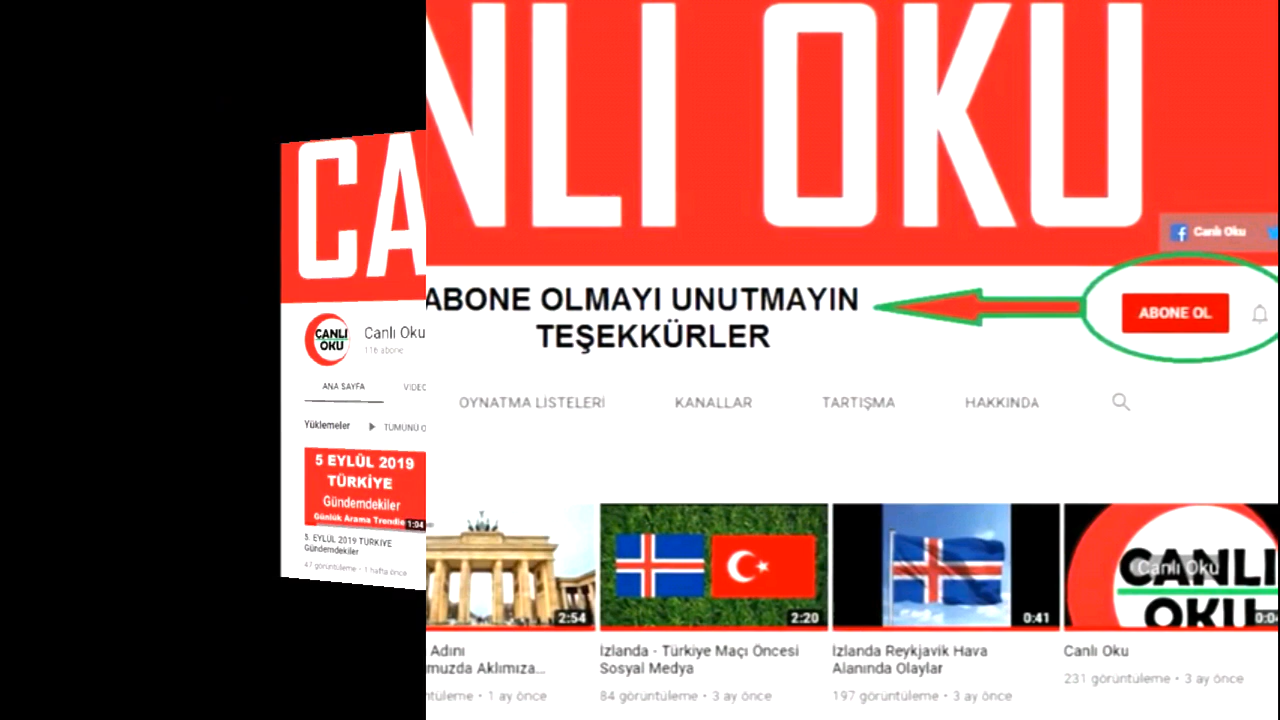 CANLI OKU
Canlı Oku
ABONE OLMAYI UNUTMAYIN
TEŞEKKÜRLER
ABONE OL
CANLI
OKU
Canlı Oku
116 abone
ANA SAYFA
OYNATMA LİSTELERİ
KANALLAR
TARTIŞMA
HAKKINDA
Yüklemeler
5 EYLÜL 2019
TÜRKİYE
Gündemdekiler
Günlük Arama Trendle
1:04
2:54
2:20
0:41
CANLI
Canlı Oku
OKU
5. EYLÜL 2019 TÜRKİYE
Gündemdekiler
47 görüntüleme • 1 hafta önce
Adını
Aklımıza...
1 ay önce
İzlanda - Türkiye Maçı Öncesi
Sosyal Medya
84 görüntüleme • 3 ay önce
İzlanda Reykjavik Hava
Alanında Olaylar
197 görüntüleme • 3 ay önce
Canlı Oku
231 görüntüleme • 3 ay önce